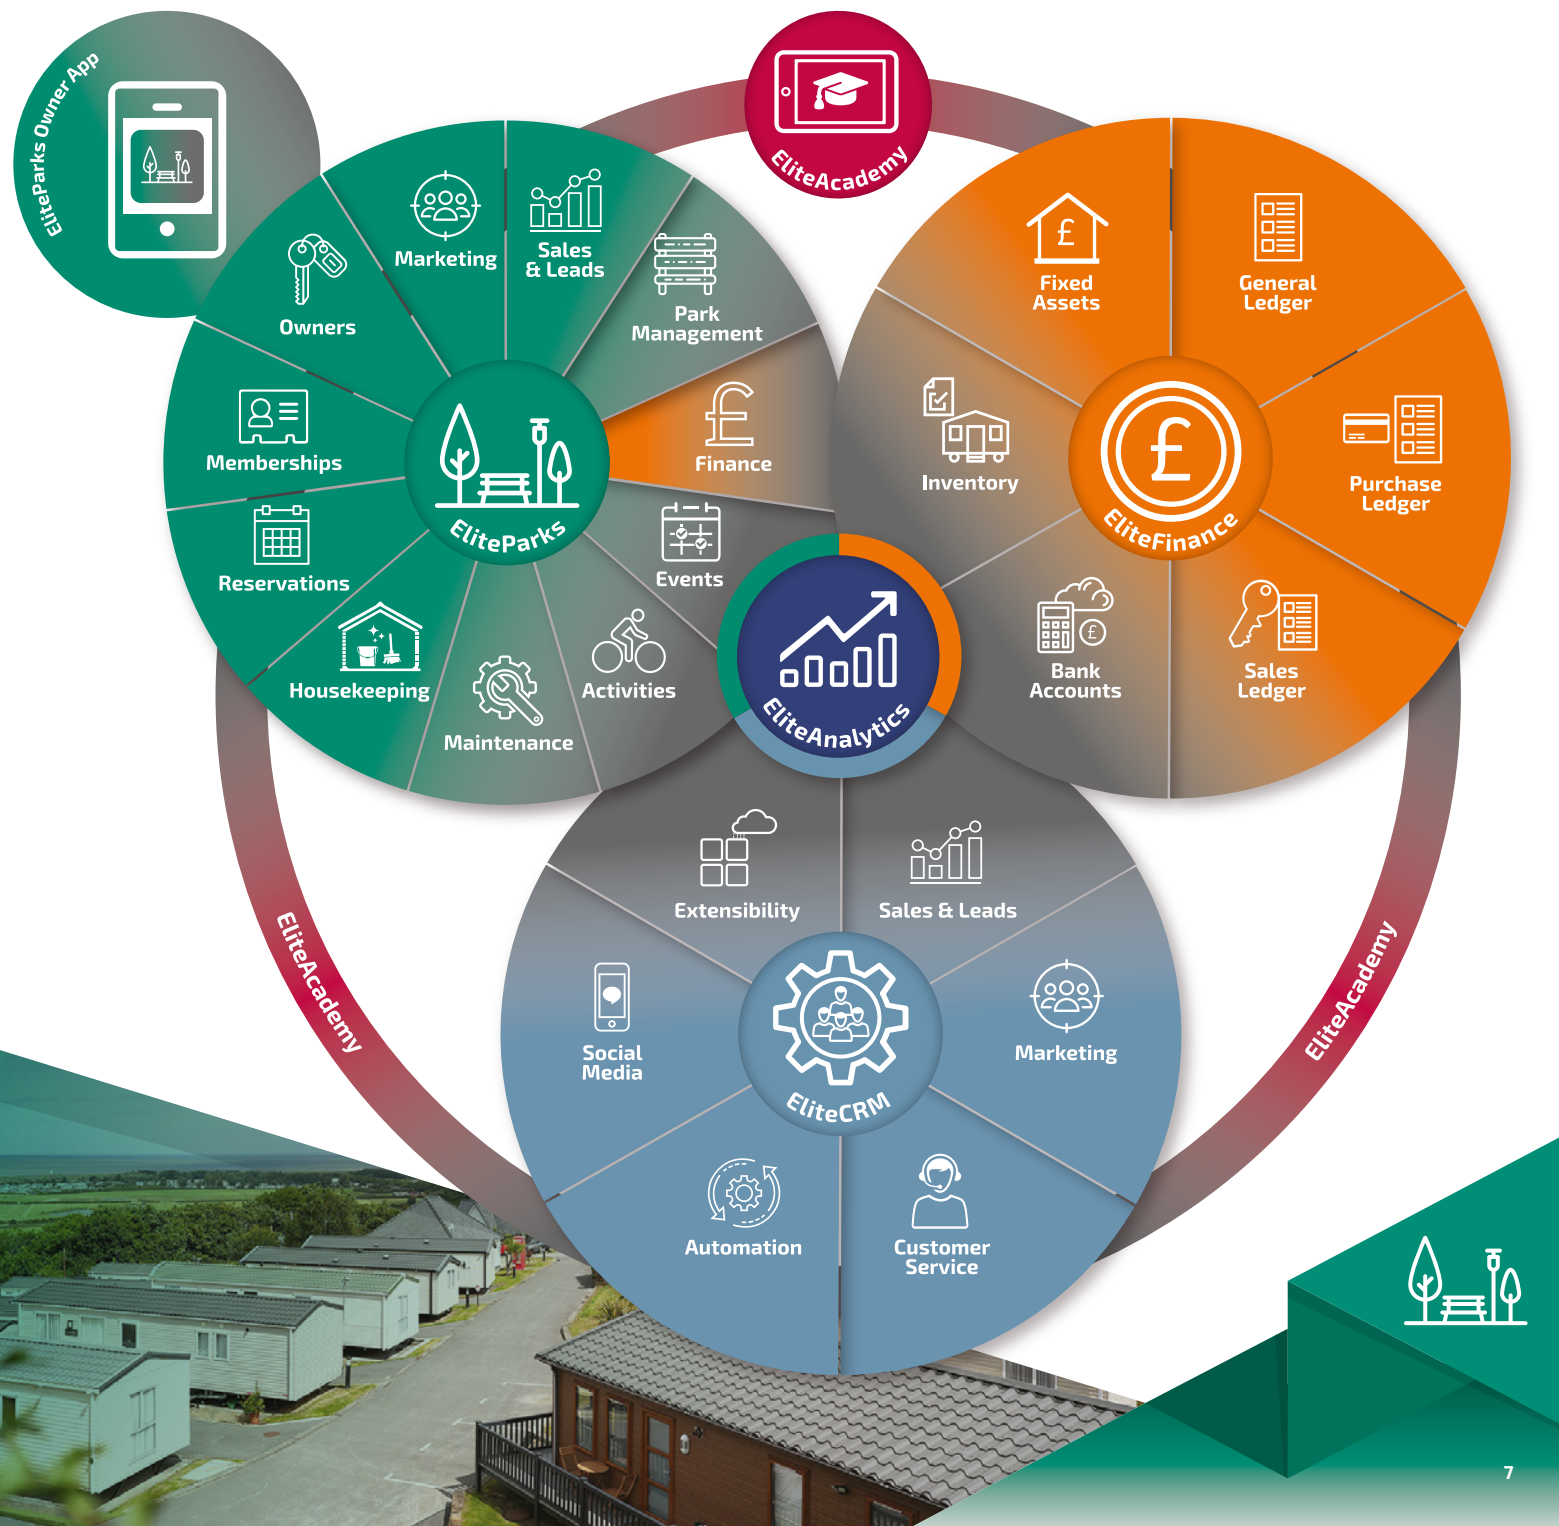 EliteParks Owner App
EliteAcademy
Marketing
Sales
& Leads
Owners
Park
Management
Memberships
Finance
Reservations
Events
Housekeeping
Maintenance
Activities
EliteParks
Fixed
Assets
General
Ledger
Inventory
Purchase
Ledger
Bank
Accounts
Sales
Ledger
£
£
£
EliteFinance
EliteAnalytics
Extensibility
Sales & Leads
Social
Media
Marketing
Automation
Customer
Service
EliteCRM
EliteAcademy
EliteAcademy
7